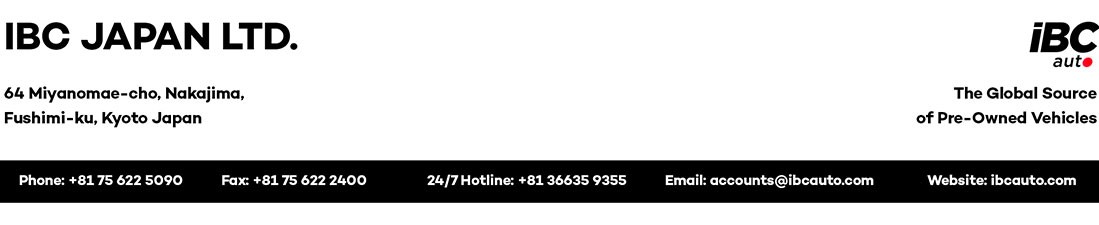 IBC JAPAN LTD.
iBC
auto
64 Miyanomae-cho, Nakajima,
Fushimi-ku, Kyoto Japan
The Global Source
of Pre-Owned Vehicles
Phone: +81 75 622 5090 Fax: +81 75 622 2400 24/7 Hotline: +81 36635 9355 Email: accounts@ibcauto.com Website: ibcauto.com